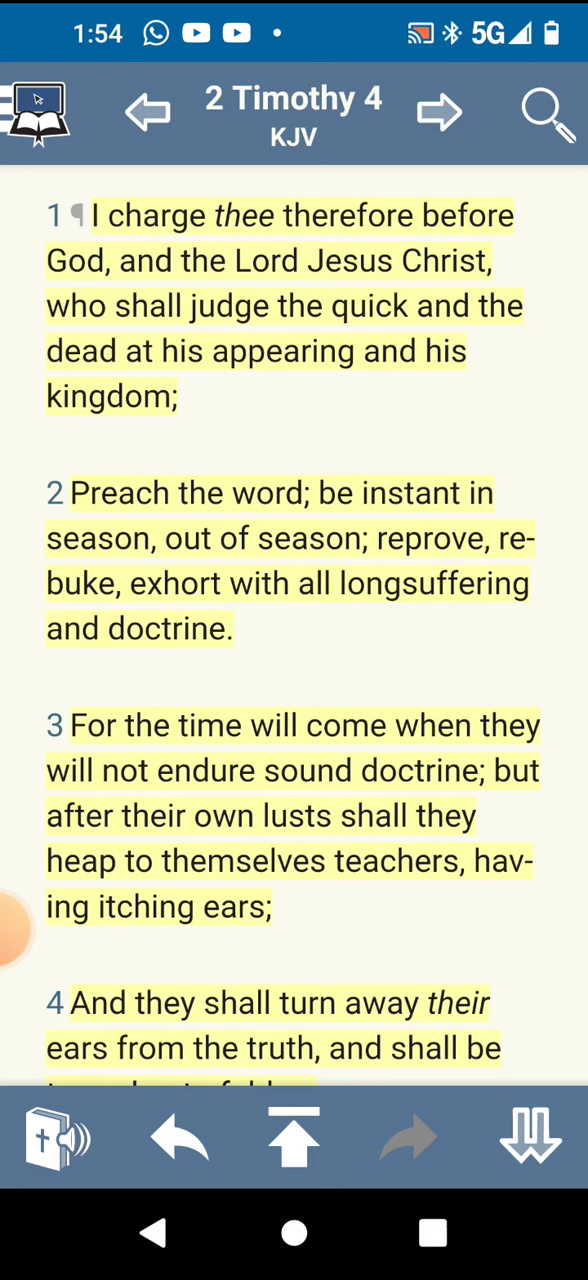 1:54
5G
2 Timothy 4
KJV
1 ¶ I charge thee therefore before
God, and the Lord Jesus Christ,
who shall judge the quick and the
dead at his appearing and his
kingdom;
2 Preach the word; be instant in
season, out of season; reprove, re-
buke, exhort with all longsuffering
and doctrine.
3 For the time will come when they
will not endure sound doctrine; but
after their own lusts shall they
heap to themselves teachers, hav-
ing itching ears;
4 And they shall turn away their
ears from the truth, and shall be